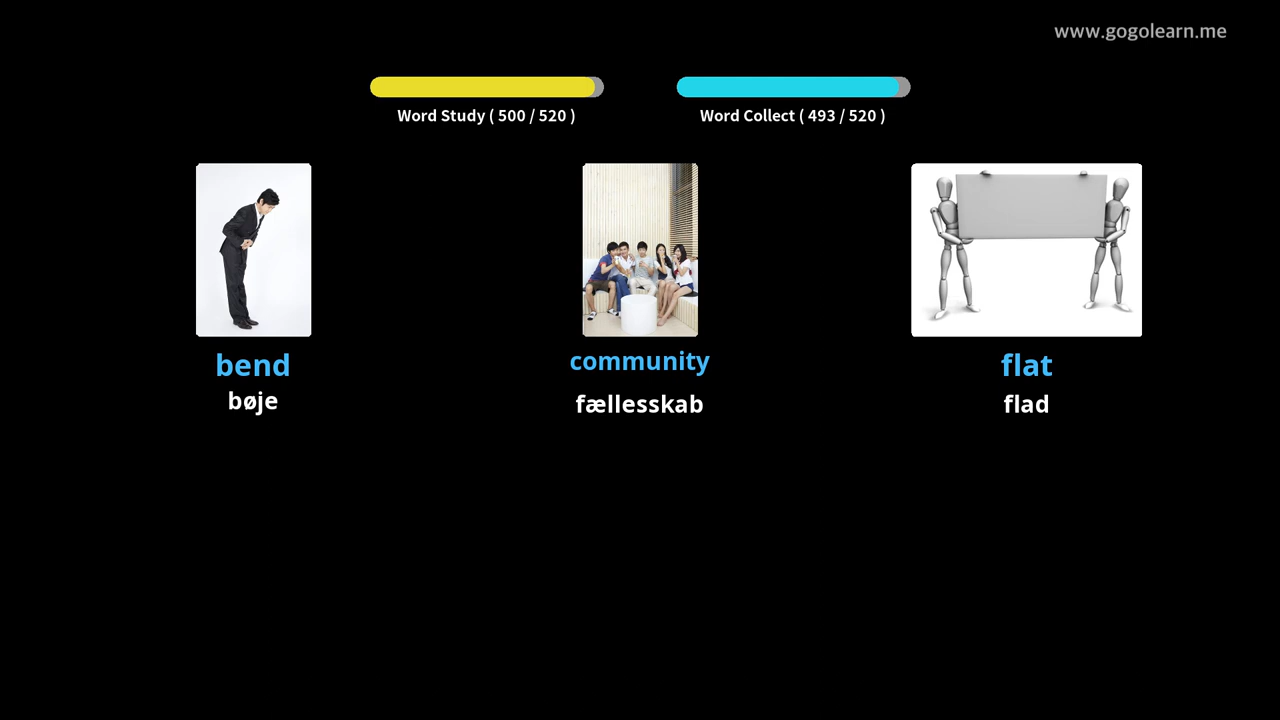 www.gogolearn.me
Word Study ( 500 / 520 )
Word Collect ( 493 / 520 )
bend
bøje
community
fællesskab
flat
flad